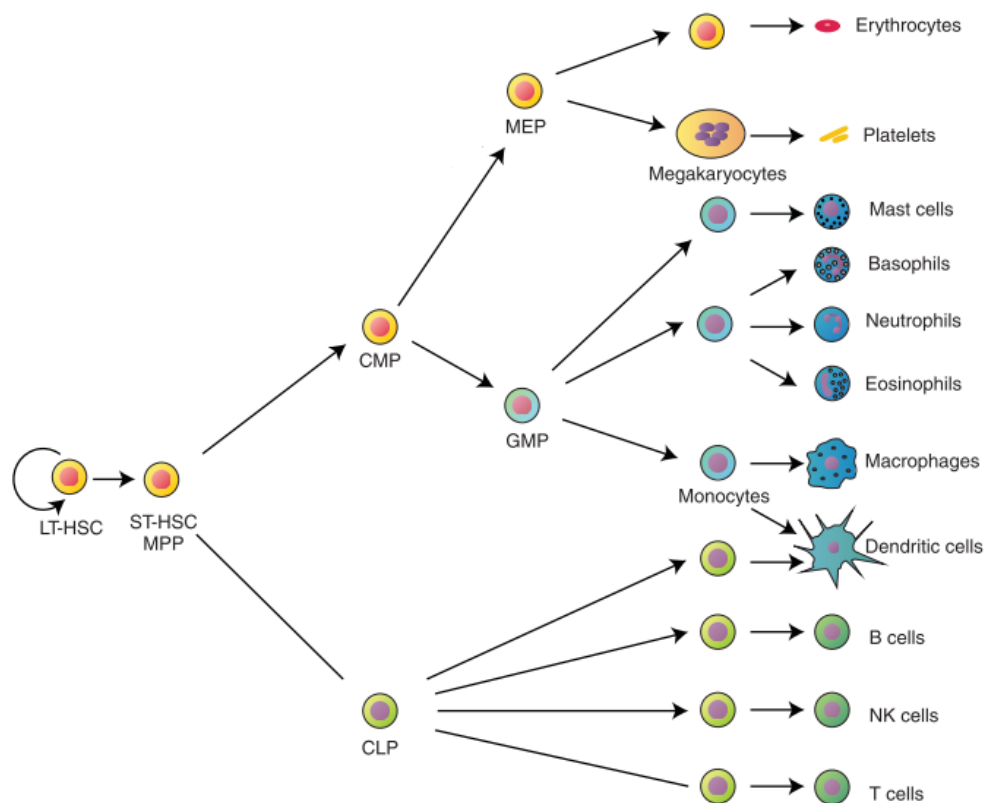 Erythrocytes
MEP
Platelets
Megakaryocytes
Mast cells
Basophils
Neutrophils
CMP
Eosinophils
GMP
Macrophages
Monocytes
LT-HSC
ST-HSC
MPP
Dendritic cells
B cells
NK cells
CLP
T cells